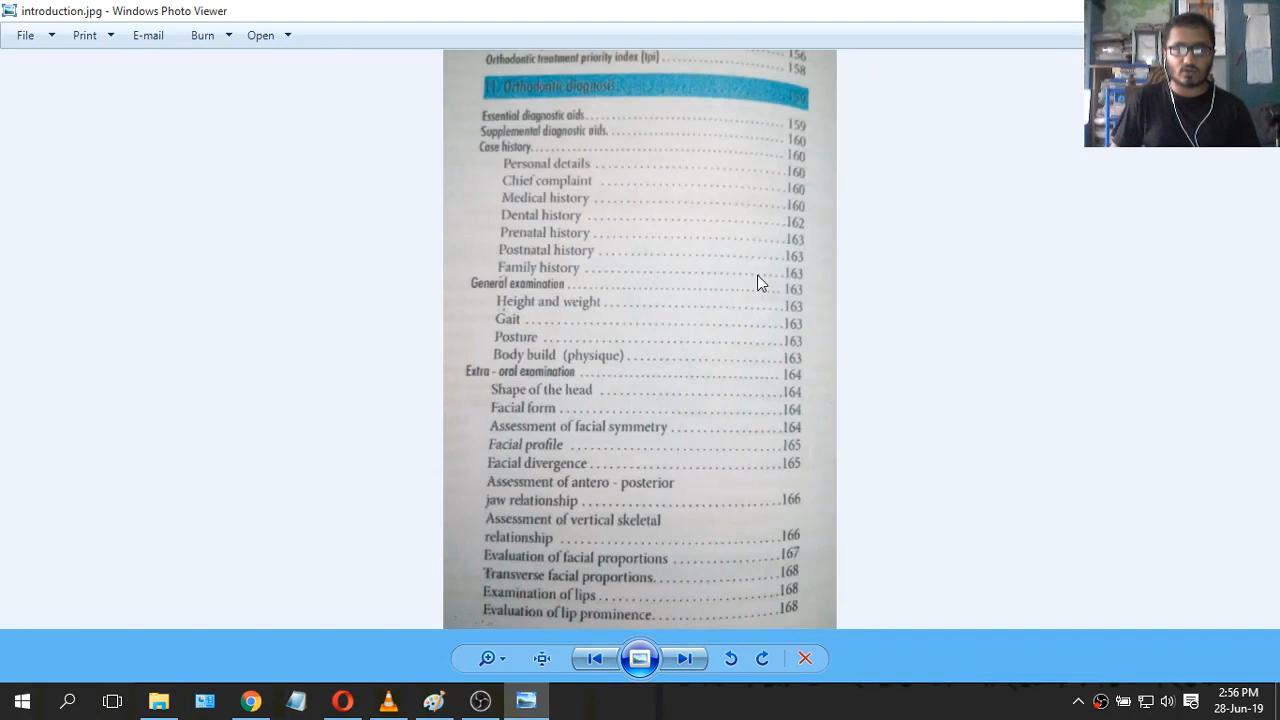 introduction.jpg - Windows Photo Viewer
File Print E-mail Burn Open
156
Orthodontic treatment priority index (tpi) 158
11. Orthodontic diagnosis 159
Essential diagnostic aids 159
Supplemental diagnostic aids. 160
Case history 160
Personal details 160
Chief complaint 160
Medical history 160
Dental history 162
Prenatal history 163
Postnatal history 163
Family history 163
General examination 163
Height and weight 163
Gait 163
Posture 163
Body build (physique) 163
Extra - oral examination 164
Shape of the head 164
Facial form 164
Assessment of facial symmetry 164
Facial profile 165
Facial divergence 165
Assessment of antero - posterior
jaw relationship 166
Assessment of vertical skeletal
relationship 166
Evaluation of facial proportions 167
Transverse facial proportions. 168
Examination of lips 168
Evaluation of lip prominence 168
2:56 PM
28-Jun-19